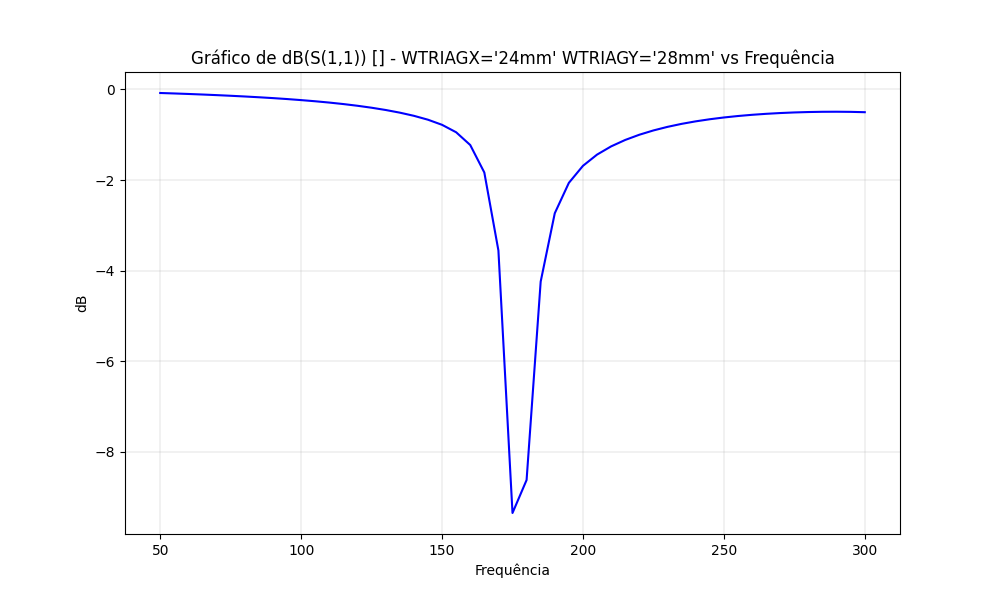 Gráfico de dB(S(1,1)) [] - WTRIAGX='24mm' WTRIAGY='28mm' vs Frequência
0
−2
−4
−6
−8
dB
50 100 150 200 250 300
Frequência